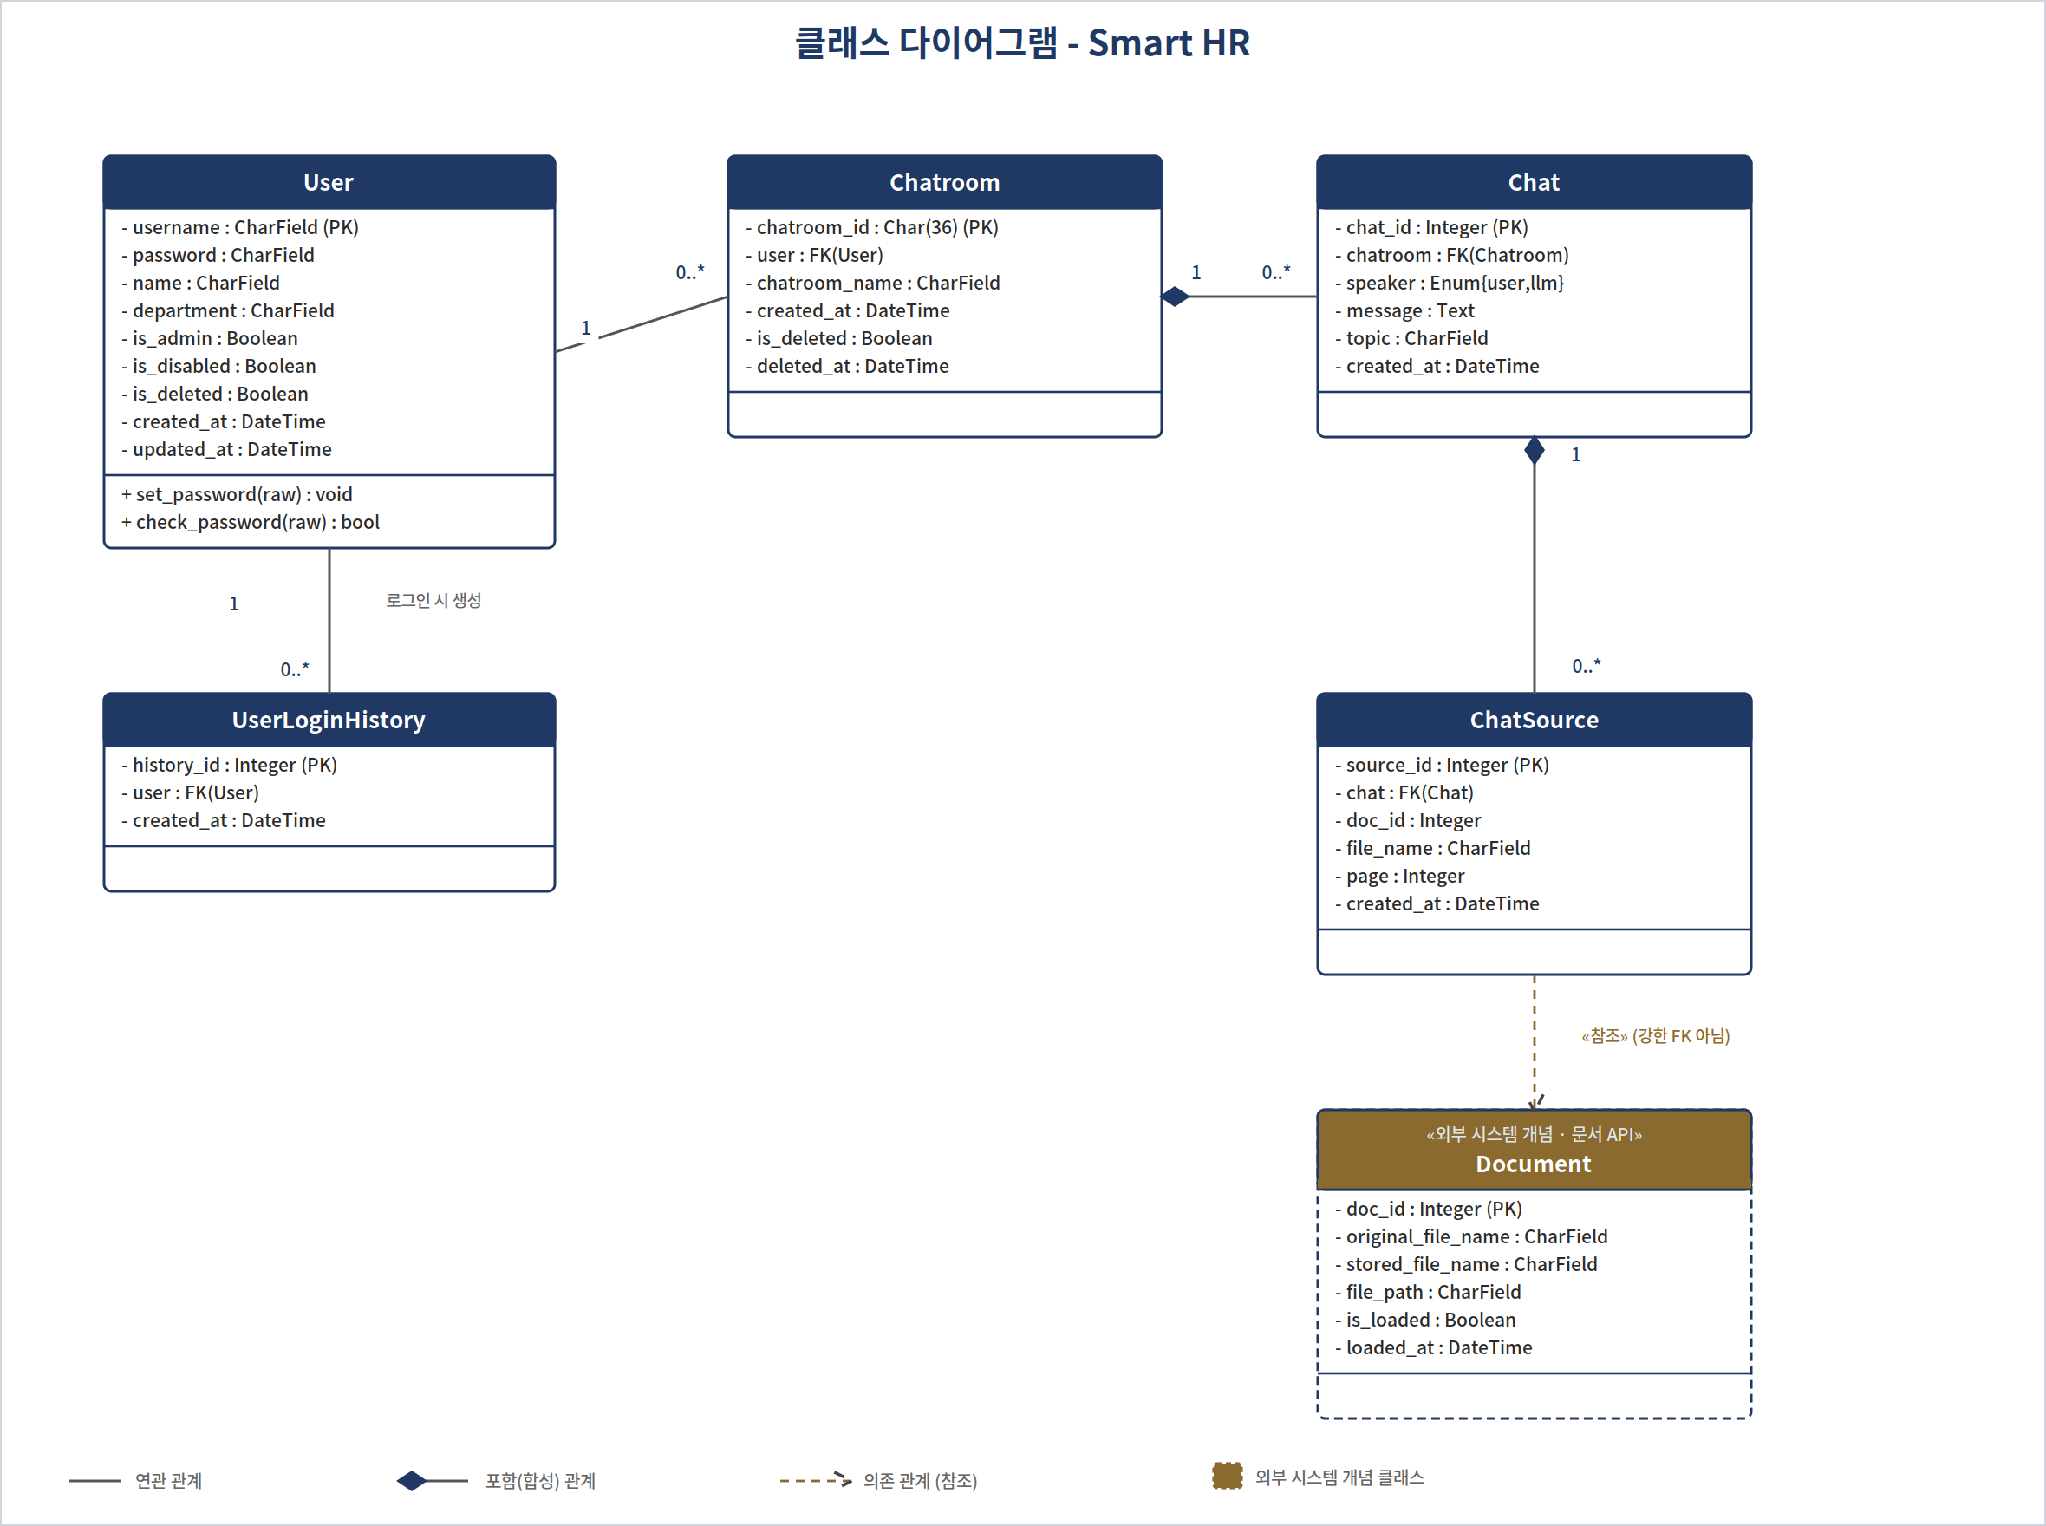 클래스 다이어그램 - Smart HR
User
- username : CharField (PK)
- password : CharField
- name : CharField
- department : CharField
- is_admin : Boolean
- is_disabled : Boolean
- is_deleted : Boolean
- created_at : DateTime
- updated_at : DateTime
+ set_password(raw) : void
+ check_password(raw) : bool
1
0..*
Chatroom
- chatroom_id : Char(36) (PK)
- user : FK(User)
- chatroom_name : CharField
- created_at : DateTime
- is_deleted : Boolean
- deleted_at : DateTime
1
0..*
Chat
- chat_id : Integer (PK)
- chatroom : FK(Chatroom)
- speaker : Enum{user,llm}
- message : Text
- topic : CharField
- created_at : DateTime
1
0..*
1
로그인 시 생성
0..*
UserLoginHistory
- history_id : Integer (PK)
- user : FK(User)
- created_at : DateTime
ChatSource
- source_id : Integer (PK)
- chat : FK(Chat)
- doc_id : Integer
- file_name : CharField
- page : Integer
- created_at : DateTime
«참조» (강한 FK 아님)
«외부 시스템 개념 · 문서 API»
Document
- doc_id : Integer (PK)
- original_file_name : CharField
- stored_file_name : CharField
- file_path : CharField
- is_loaded : Boolean
- loaded_at : DateTime
연관 관계
포함(합성) 관계
의존 관계 (참조)
외부 시스템 개념 클래스